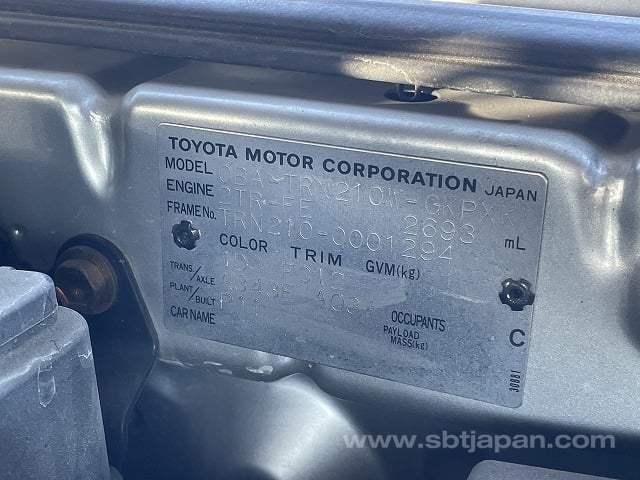 TOYOTA MOTOR CORPORATION JAPAN
MODEL CBA-TRN210W-GKPXK
ENGINE 2TR-FE 2693 mL
FRAME No. TRN210-0001294
COLOR TRIM GVM(kg)
TRANS./AXLE
PLANT/BUILT
CAR NAME
OCCUPANTS
PAYLOAD MASS(kg)
C
30881
www.sbtjapan.com